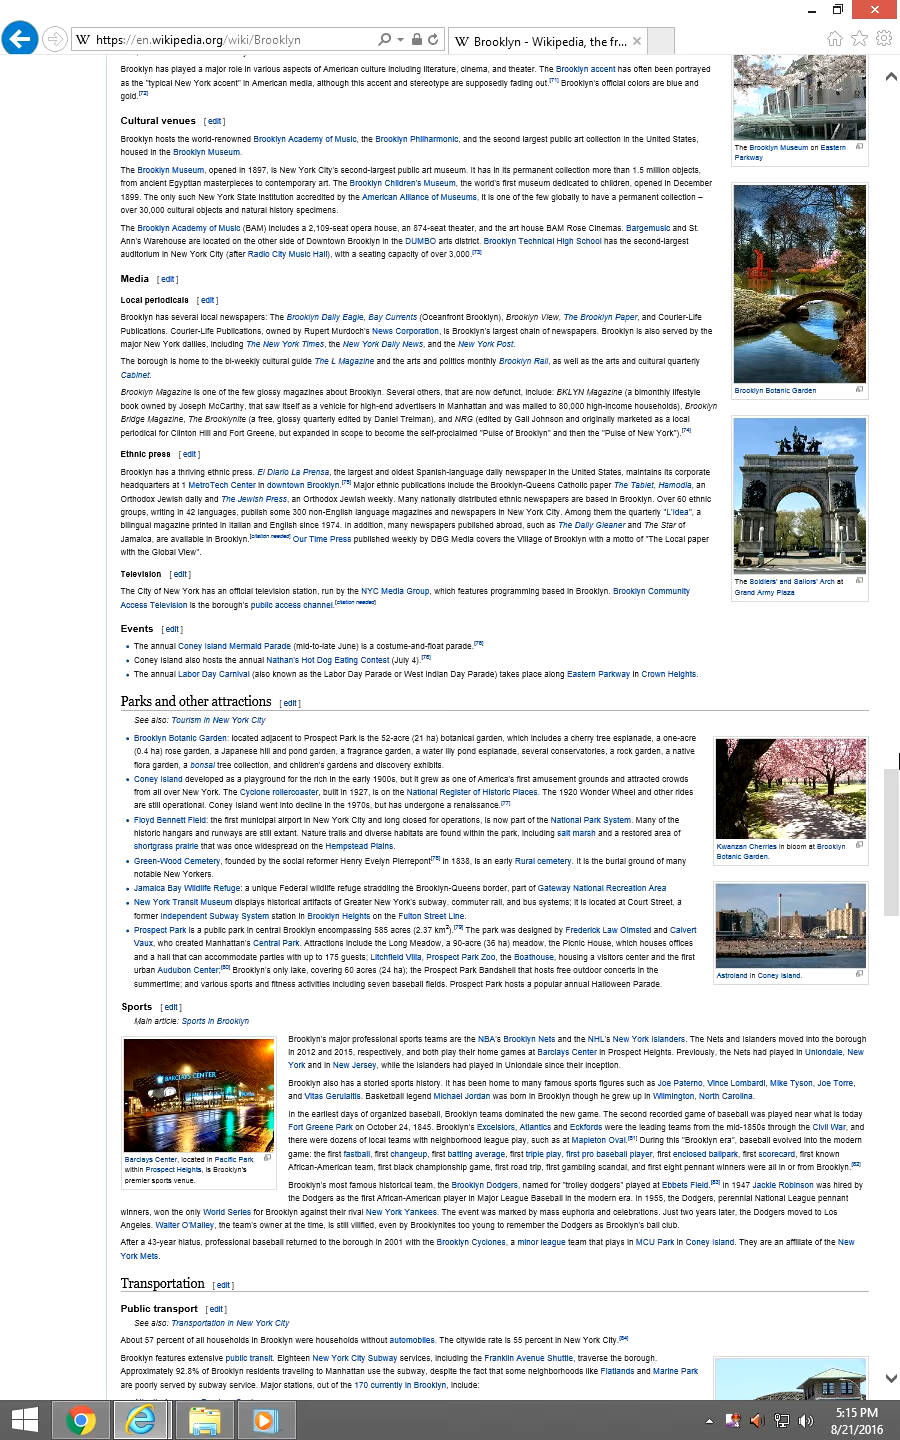 https://en.wikipedia.org/wiki/Brooklyn
W Brooklyn - Wikipedia, the fr...
Brooklyn has played a major role in various aspects of American culture including literature, cinema, and theater. The Brooklyn accent has often been portrayed
as the "typical New York accent" in American media, although this accent and stereotype are supposedly fading out.[71] Brooklyn's official colors are blue and
gold.[72]
The Brooklyn Museum on Eastern
Parkway
Cultural venues [ edit ]
Brooklyn hosts the world-renowned Brooklyn Academy of Music, the Brooklyn Philharmonic, and the second largest public art collection in the United States,
housed in the Brooklyn Museum.
The Brooklyn Museum, opened in 1897, is New York City's second-largest public art museum. It has in its permanent collection more than 1.5 million objects,
from ancient Egyptian masterpieces to contemporary art. The Brooklyn Children's Museum, the world's first museum dedicated to children, opened in December
1899. The only such New York State institution accredited by the American Alliance of Museums, it is one of the few globally to have a permanent collection –
over 30,000 cultural objects and natural history specimens.
The Brooklyn Academy of Music (BAM) includes a 2,109-seat opera house, an 874-seat theater, and the art house BAM Rose Cinemas. Bargemusic and St.
Ann's Warehouse are located on the other side of Downtown Brooklyn in the DUMBO arts district. Brooklyn Technical High School has the second-largest
auditorium in New York City (after Radio City Music Hall), with a seating capacity of over 3,000.[73]
Brooklyn Botanic Garden
Media [ edit ]
Local periodicals [ edit ]
Brooklyn has several local newspapers: The Brooklyn Daily Eagle, Bay Currents (Oceanfront Brooklyn), Brooklyn View, The Brooklyn Paper, and Courier-Life
Publications. Courier-Life Publications, owned by Rupert Murdoch's News Corporation, is Brooklyn's largest chain of newspapers. Brooklyn is also served by the
major New York dailies, including The New York Times, the New York Daily News, and the New York Post.
The borough is home to the bi-weekly cultural guide The L Magazine and the arts and politics monthly Brooklyn Rail, as well as the arts and cultural quarterly
Cabinet.
Brooklyn Magazine is one of the few glossy magazines about Brooklyn. Several others, that are now defunct, include: BKLYN Magazine (a bimonthly lifestyle
book owned by Joseph McCarthy, that saw itself as a vehicle for high-end advertisers in Manhattan and was mailed to 80,000 high-income households), Brooklyn
Bridge Magazine, The Brooklynite (a free, glossy quarterly edited by Daniel Treiman), and NRG (edited by Gail Johnson and originally marketed as a local
periodical for Clinton Hill and Fort Greene, but expanded in scope to become the self-proclaimed "Pulse of Brooklyn" and then the "Pulse of New York").[74]
Ethnic press [ edit ]
Brooklyn has a thriving ethnic press. El Diario La Prensa, the largest and oldest Spanish-language daily newspaper in the United States, maintains its corporate
headquarters at 1 MetroTech Center in downtown Brooklyn.[75] Major ethnic publications include the Brooklyn-Queens Catholic paper The Tablet, Hamodia, an
Orthodox Jewish daily and The Jewish Press, an Orthodox Jewish weekly. Many nationally distributed ethnic newspapers are based in Brooklyn. Over 60 ethnic
groups, writing in 42 languages, publish some 300 non-English language magazines and newspapers in New York City. Among them the quarterly "L'Idea", a
bilingual magazine printed in Italian and English since 1974. In addition, many newspapers published abroad, such as The Daily Gleaner and The Star of
Jamaica, are available in Brooklyn.[citation needed] Our Time Press published weekly by DBG Media covers the Village of Brooklyn with a motto of "The Local paper
with the Global View".
The Soldiers' and Sailors' Arch at
Grand Army Plaza
Television [ edit ]
The City of New York has an official television station, run by the NYC Media Group, which features programming based in Brooklyn. Brooklyn Community
Access Television is the borough's public access channel.[citation needed]
Events [ edit ]
• The annual Coney Island Mermaid Parade (mid-to-late June) is a costume-and-float parade.[76]
• Coney Island also hosts the annual Nathan's Hot Dog Eating Contest (July 4).[76]
• The annual Labor Day Carnival (also known as the Labor Day Parade or West Indian Day Parade) takes place along Eastern Parkway in Crown Heights.
Parks and other attractions [ edit ]
See also: Tourism in New York City
• Brooklyn Botanic Garden: located adjacent to Prospect Park is the 52-acre (21 ha) botanical garden, which includes a cherry tree esplanade, a one-acre
(0.4 ha) rose garden, a Japanese hill and pond garden, a fragrance garden, a water lily pond esplanade, several conservatories, a rock garden, a native
flora garden, a bonsai tree collection, and children's gardens and discovery exhibits.
• Coney Island developed as a playground for the rich in the early 1900s, but it grew as one of America's first amusement grounds and attracted crowds
from all over New York. The Cyclone rollercoaster, built in 1927, is on the National Register of Historic Places. The 1920 Wonder Wheel and other rides
are still operational. Coney Island went into decline in the 1970s, but has undergone a renaissance.[77]
• Floyd Bennett Field: the first municipal airport in New York City and long closed for operations, is now part of the National Park System. Many of the
historic hangars and runways are still extant. Nature trails and diverse habitats are found within the park, including salt marsh and a restored area of
shortgrass prairie that was once widespread on the Hempstead Plains.
• Green-Wood Cemetery, founded by the social reformer Henry Evelyn Pierrepont[78] in 1838, is an early Rural cemetery. It is the burial ground of many
notable New Yorkers.
• Jamaica Bay Wildlife Refuge: a unique Federal wildlife refuge straddling the Brooklyn-Queens border, part of Gateway National Recreation Area
• New York Transit Museum displays historical artifacts of Greater New York's subway, commuter rail, and bus systems; it is located at Court Street, a
former Independent Subway System station in Brooklyn Heights on the Fulton Street Line.
• Prospect Park is a public park in central Brooklyn encompassing 585 acres (2.37 km²).[79] The park was designed by Frederick Law Olmsted and Calvert
Vaux, who created Manhattan's Central Park. Attractions include the Long Meadow, a 90-acre (36 ha) meadow, the Picnic House, which houses offices
and a hall that can accommodate parties with up to 175 guests; Litchfield Villa, Prospect Park Zoo, the Boathouse, housing a visitors center and the first
urban Audubon Center;[80] Brooklyn's only lake, covering 60 acres (24 ha); the Prospect Park Bandshell that hosts free outdoor concerts in the
summertime; and various sports and fitness activities including seven baseball fields. Prospect Park hosts a popular annual Halloween Parade.
Kwanzan Cherries in bloom at Brooklyn
Botanic Garden.
Astroland in Coney Island.
Sports [ edit ]
Main article: Sports in Brooklyn
BARCLAYS CENTER
Barclays Center, located in Pacific Park
within Prospect Heights, is Brooklyn's
premier sports venue.
Brooklyn's major professional sports teams are the NBA's Brooklyn Nets and the NHL's New York Islanders. The Nets and Islanders moved into the borough
in 2012 and 2015, respectively, and both play their home games at Barclays Center in Prospect Heights. Previously, the Nets had played in Uniondale, New
York and in New Jersey, while the Islanders had played in Uniondale since their inception.
Brooklyn also has a storied sports history. It has been home to many famous sports figures such as Joe Paterno, Vince Lombardi, Mike Tyson, Joe Torre,
and Vitas Gerulaitis. Basketball legend Michael Jordan was born in Brooklyn though he grew up in Wilmington, North Carolina.
In the earliest days of organized baseball, Brooklyn teams dominated the new game. The second recorded game of baseball was played near what is today
Fort Greene Park on October 24, 1845. Brooklyn's Excelsiors, Atlantics and Eckfords were the leading teams from the mid-1850s through the Civil War, and
there were dozens of local teams with neighborhood league play, such as at Mapleton Oval.[81] During this "Brooklyn era", baseball evolved into the modern
game: the first fastball, first changeup, first batting average, first triple play, first pro baseball player, first enclosed ballpark, first scorecard, first known
African-American team, first black championship game, first road trip, first gambling scandal, and first eight pennant winners were all in or from Brooklyn.[82]
Brooklyn's most famous historical team, the Brooklyn Dodgers, named for "trolley dodgers" played at Ebbets Field.[83] In 1947 Jackie Robinson was hired by
the Dodgers as the first African-American player in Major League Baseball in the modern era. In 1955, the Dodgers, perennial National League pennant
winners, won the only World Series for Brooklyn against their rival New York Yankees. The event was marked by mass euphoria and celebrations. Just two years later, the Dodgers moved to Los
Angeles. Walter O'Malley, the team's owner at the time, is still vilified, even by Brooklynites too young to remember the Dodgers as Brooklyn's ball club.
After a 43-year hiatus, professional baseball returned to the borough in 2001 with the Brooklyn Cyclones, a minor league team that plays in MCU Park in Coney Island. They are an affiliate of the New
York Mets.
Transportation [ edit ]
Public transport [ edit ]
See also: Transportation in New York City
About 57 percent of all households in Brooklyn were households without automobiles. The citywide rate is 55 percent in New York City.[84]
Brooklyn features extensive public transit. Eighteen New York City Subway services, including the Franklin Avenue Shuttle, traverse the borough.
Approximately 92.8% of Brooklyn residents traveling to Manhattan use the subway, despite the fact that some neighborhoods like Flatlands and Marine Park
are poorly served by subway service. Major stations, out of the 170 currently in Brooklyn, include:
5:15 PM
8/21/2016